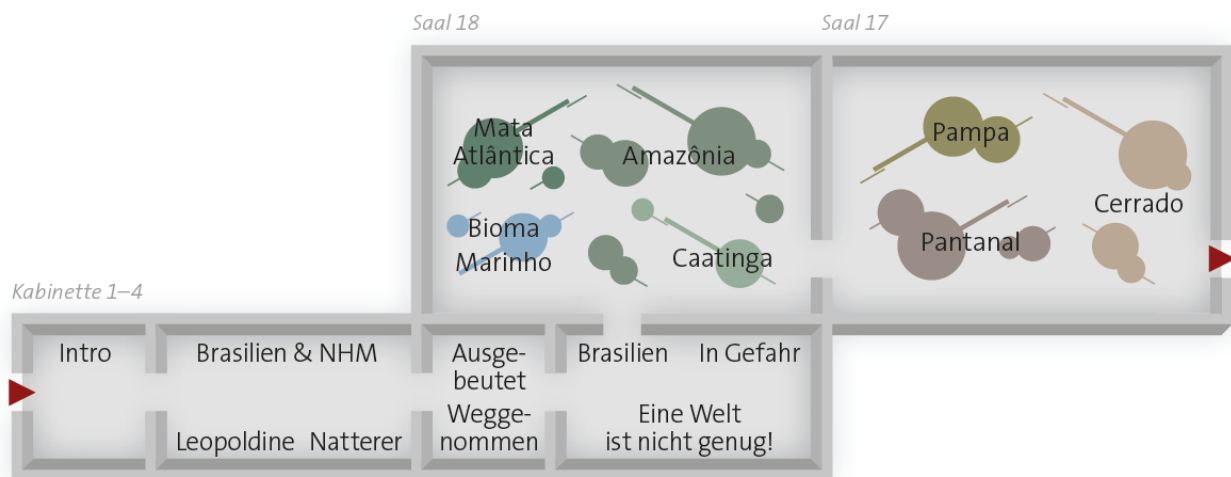 Saal 18
Saal 17
Mata
Atlântica
Amazônia
Pampa
Bioma
Marinho
Caatinga
Pantanal
Cerrado
Kabinette 1–4
Intro
Brasilien & NHM
Leopoldine
Natterer
Ausge-
beutet
Wegge-
nommen
Brasilien
In Gefahr
Eine Welt
ist nicht genug!